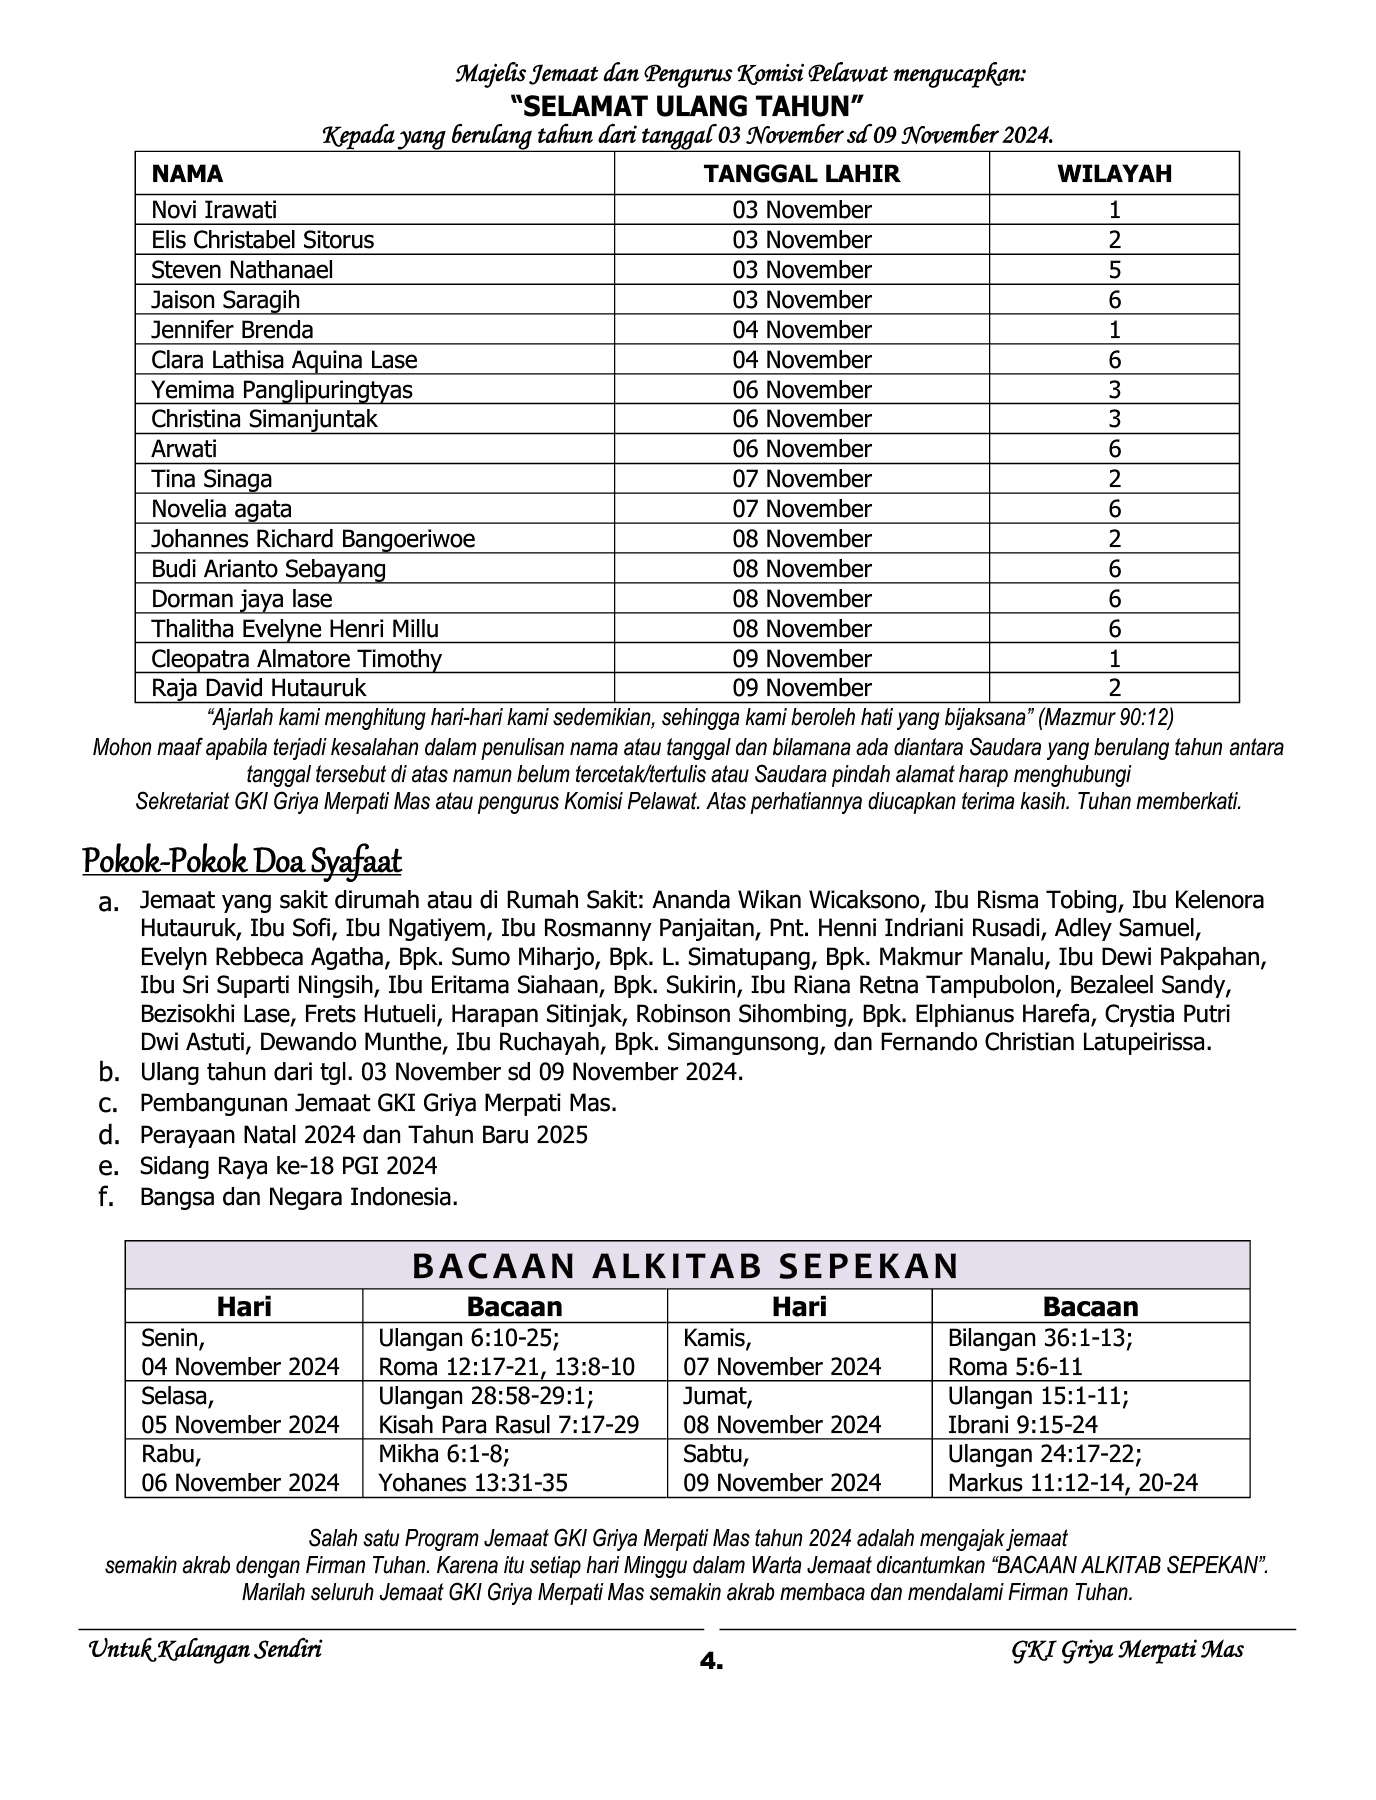 Majelis Jemaat dan Pengurus Komisi Pelawat mengucapkan:
“SELAMAT ULANG TAHUN”
Kepada yang berulang tahun dari tanggal 03 November sd 09 November 2024.
NAMA TANGGAL LAHIR WILAYAH
Novi Irawati 03 November 1
Elis Christabel Sitorus 03 November 2
Steven Nathanael 03 November 5
Jaison Saragih 03 November 6
Jennifer Brenda 04 November 1
Clara Lathisa Aquina Lase 04 November 6
Yemima Panglipuringtyas 06 November 3
Christina Simanjuntak 06 November 3
Arwati 06 November 6
Tina Sinaga 07 November 2
Novelia agata 07 November 6
Johannes Richard Bangoeriwoe 08 November 2
Budi Arianto Sebayang 08 November 6
Dorman jaya lase 08 November 6
Thalitha Evelyne Henri Millu 08 November 6
Cleopatra Almatore Timothy 09 November 1
Raja David Hutauruk 09 November 2
“Ajarlah kami menghitung hari-hari kami sedemikian, sehingga kami beroleh hati yang bijaksana” (Mazmur 90:12)
Mohon maaf apabila terjadi kesalahan dalam penulisan nama atau tanggal dan bilamana ada diantara Saudara yang berulang tahun antara
tanggal tersebut di atas namun belum tercetak/tertulis atau Saudara pindah alamat harap menghubungi
Sekretariat GKI Griya Merpati Mas atau pengurus Komisi Pelawat. Atas perhatiannya diucapkan terima kasih. Tuhan memberkati.
Pokok-Pokok Doa Syafaat
a. Jemaat yang sakit dirumah atau di Rumah Sakit: Ananda Wikan Wicaksono, Ibu Risma Tobing, Ibu Kelenora
Hutauruk, Ibu Sofi, Ibu Ngatiyem, Ibu Rosmanny Panjaitan, Pnt. Henni Indriani Rusadi, Adley Samuel,
Evelyn Rebbeca Agatha, Bpk. Sumo Miharjo, Bpk. L. Simatupang, Bpk. Makmur Manalu, Ibu Dewi Pakpahan,
Ibu Sri Suparti Ningsih, Ibu Eritama Siahaan, Bpk. Sukirin, Ibu Riana Retna Tampubolon, Bezaleel Sandy,
Bezisokhi Lase, Frets Hutueli, Harapan Sitinjak, Robinson Sihombing, Bpk. Elphianus Harefa, Crystia Putri
Dwi Astuti, Dewando Munthe, Ibu Ruchayah, Bpk. Simangunsong, dan Fernando Christian Latupeirissa.
b. Ulang tahun dari tgl. 03 November sd 09 November 2024.
c. Pembangunan Jemaat GKI Griya Merpati Mas.
d. Perayaan Natal 2024 dan Tahun Baru 2025
e. Sidang Raya ke-18 PGI 2024
f. Bangsa dan Negara Indonesia.
BACAAN ALKITAB SEPEKAN
Hari Bacaan Hari Bacaan
Senin, Ulangan 6:10-25; Kamis, Bilangan 36:1-13;
04 November 2024 Roma 12:17-21, 13:8-10 07 November 2024 Roma 5:6-11
Selasa, Ulangan 28:58-29:1; Jumat, Ulangan 15:1-11;
05 November 2024 Kisah Para Rasul 7:17-29 08 November 2024 Ibrani 9:15-24
Rabu, Mikha 6:1-8; Sabtu, Ulangan 24:17-22;
06 November 2024 Yohanes 13:31-35 09 November 2024 Markus 11:12-14, 20-24
Salah satu Program Jemaat GKI Griya Merpati Mas tahun 2024 adalah mengajak jemaat
semakin akrab dengan Firman Tuhan. Karena itu setiap hari Minggu dalam Warta Jemaat dicantumkan “BACAAN ALKITAB SEPEKAN”.
Marilah seluruh Jemaat GKI Griya Merpati Mas semakin akrab membaca dan mendalami Firman Tuhan.
Untuk Kalangan Sendiri 4. GKI Griya Merpati Mas